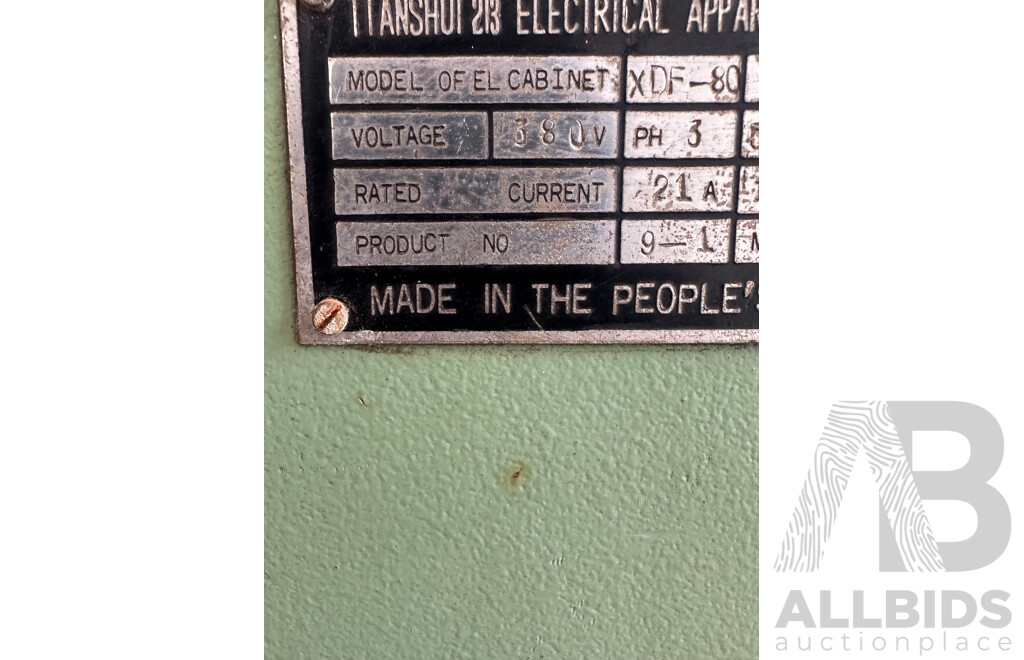 TIANSHUI 213 ELECTRICAL APPAR
MODEL OF EL CABINET XDF-80
VOLTAGE 380V PH 3
RATED CURRENT 21 A
PRODUCT NO 9-1
MADE IN THE PEOPLE'
AB
ALLBIDS
auctionplace